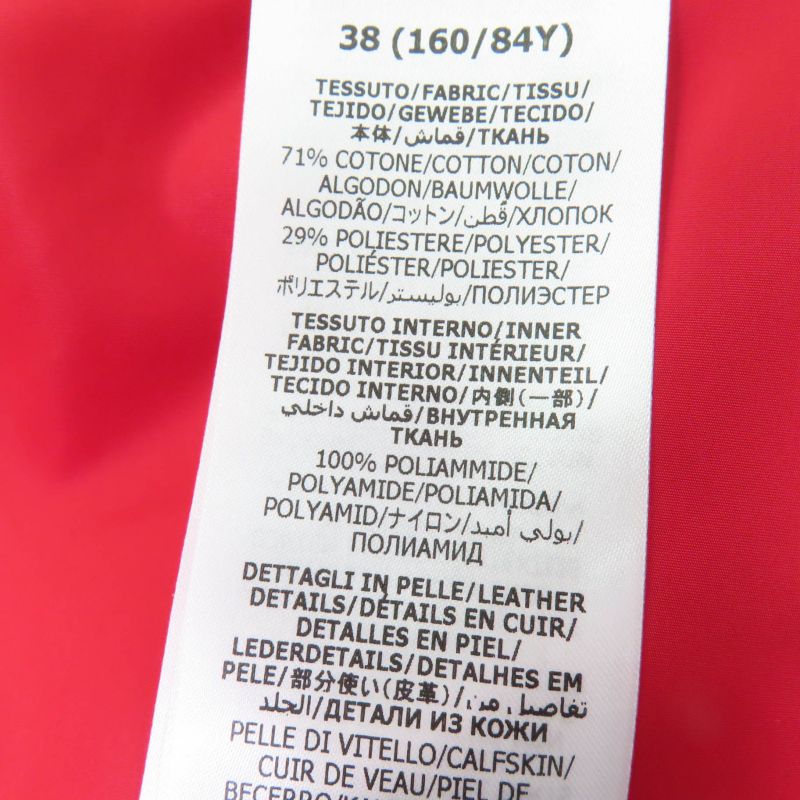 38 (160/84Y)
TESSUTO/FABRIC/TISSU/
TEJIDO/GEWEBE/TECIDO/
本体/قماش/ТКАНЬ
71% COTONE/COTTON/COTON/
ALGODON/BAUMWOLLE/
ALGODÃO/コットン/قُطن/ХЛОПОК
29% POLIESTERE/POLYESTER/
POLIÉSTER/POLIESTER/
ポリエステル/بوليستر/ПОЛИЭСТЕР
TESSUTO INTERNO/INNER
FABRIC/TISSU INTÉRIEUR/
TEJIDO INTERIOR/INNENTEIL/
TECIDO INTERNO/内側(一部)/
قماش داخلي/ВНУТРЕННАЯ
ТКАНЬ
100% POLIAMMIDE/
POLYAMIDE/POLIAMIDA/
POLYAMID/ナイロン/بولي أميد/
ПОЛИАМИД
DETTAGLI IN PELLE/LEATHER
DETAILS/DÉTAILS EN CUIR/
DETALLES EN PIEL/
LEDERDETAILS/DETALHES EM
PELE/部分使い(皮革)/تفاصيل من
الجلد/ДЕТАЛИ ИЗ КОЖИ
PELLE DI VITELLO/CALFSKIN/
CUIR DE VEAU/PIEL DE